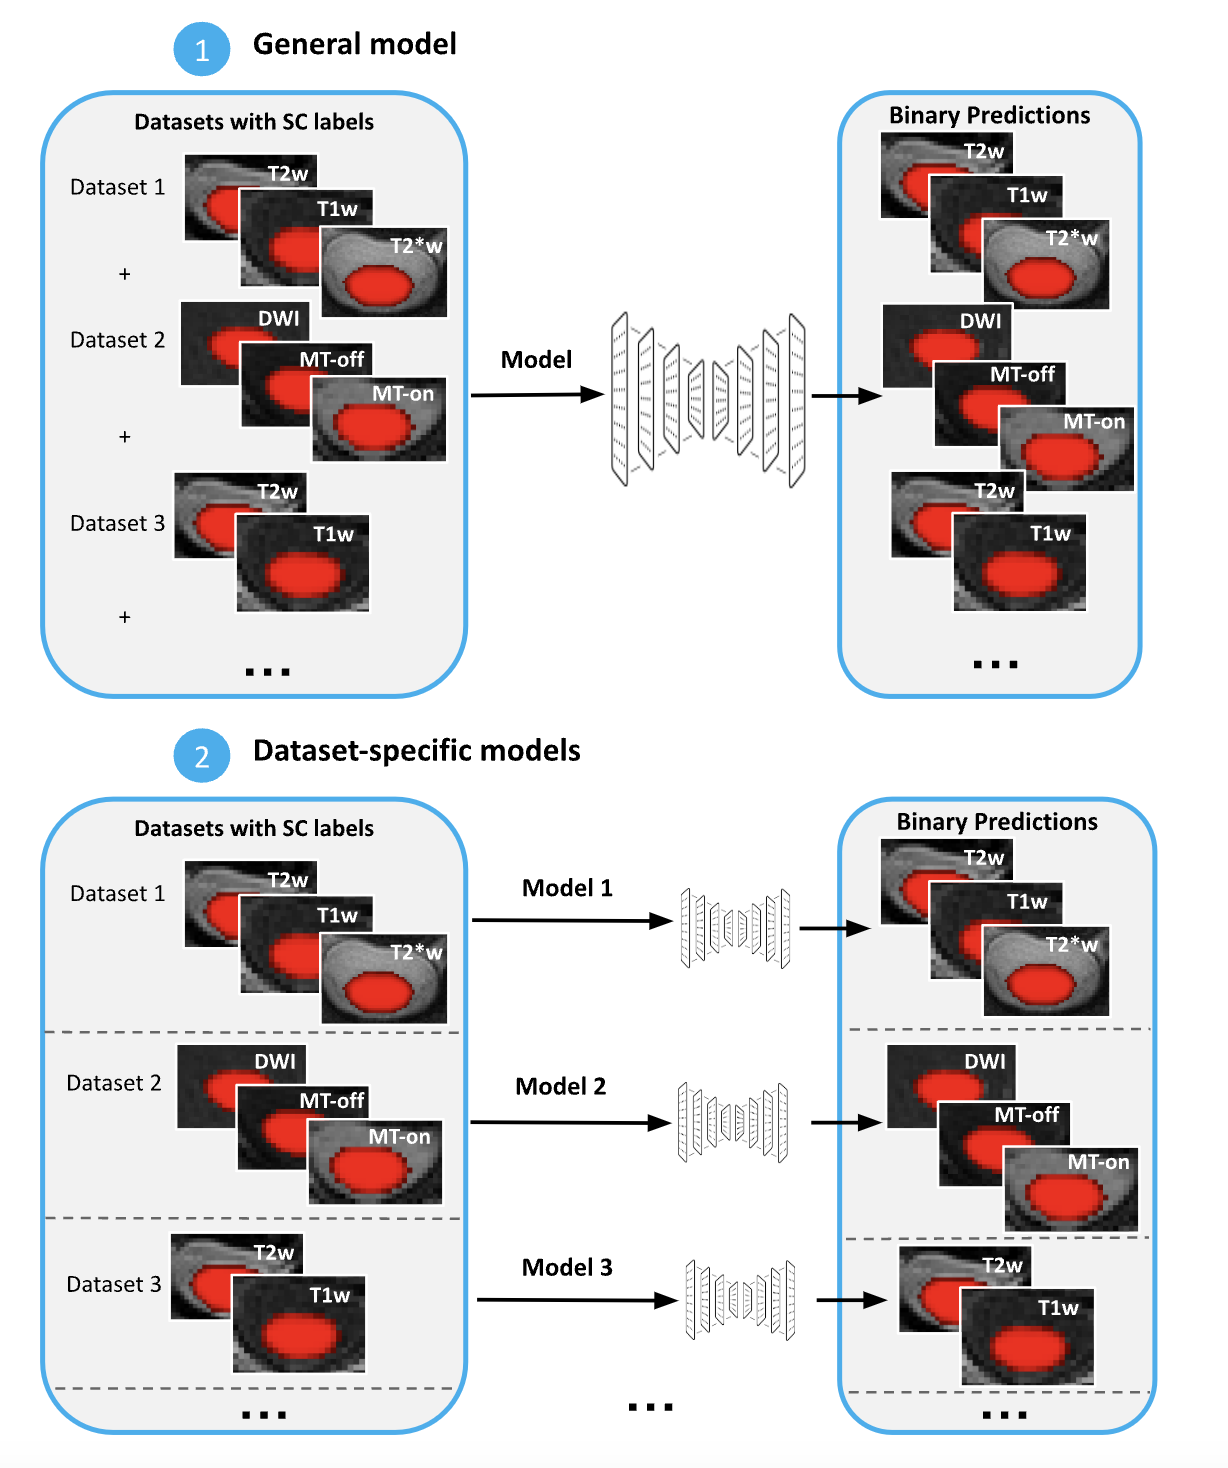 1 General model
Datasets with SC labels
Dataset 1
T2w
T1w
T2*w
+
Dataset 2
DWI
MT-off
MT-on
+
Dataset 3
T2w
T1w
+
...
Model
Binary Predictions
T2w
T1w
T2*w
DWI
MT-off
MT-on
T2w
T1w
...
2 Dataset-specific models
Datasets with SC labels
Dataset 1
T2w
T1w
T2*w
Dataset 2
DWI
MT-off
MT-on
Dataset 3
T2w
T1w
...
Model 1
Model 2
Model 3
...
Binary Predictions
T2w
T1w
T2*w
DWI
MT-off
MT-on
T2w
T1w
...